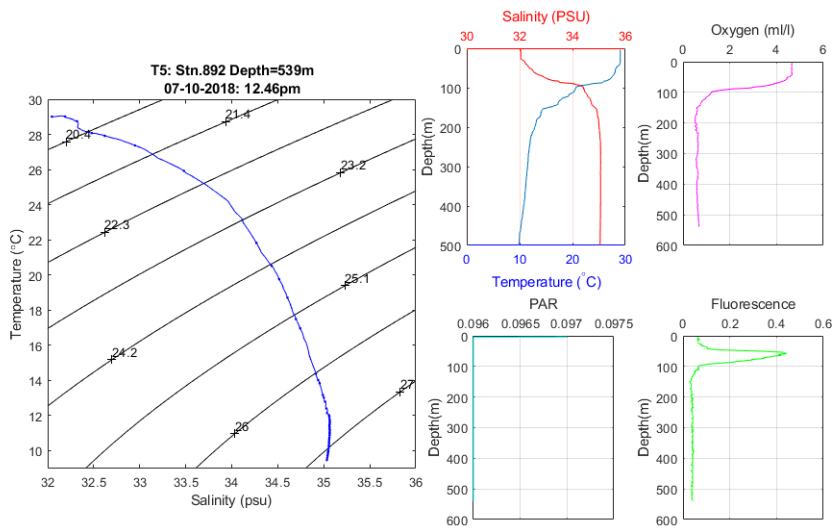 T5: Stn.892 Depth=539m
07-10-2018: 12.46pm
30
28
26
24
22
20
18
16
14
12
10
Temperature (°C)
20.4
21.4
22.3
23.2
24.2
25.1
26
27
32 32.5 33 33.5 34 34.5 35 35.5 36
Salinity (psu)
Salinity (PSU)
30 32 34 36
0
100
200
300
400
500
Depth(m)
0 10 20 30
Temperature (°C)
Oxygen (ml/l)
0 2 4 6
0
100
200
300
400
500
600
Depth(m)
PAR
0.096 0.0965 0.097 0.0975
0
100
200
300
400
500
600
Depth(m)
Fluorescence
0 0.2 0.4 0.6
0
100
200
300
400
500
600
Depth(m)